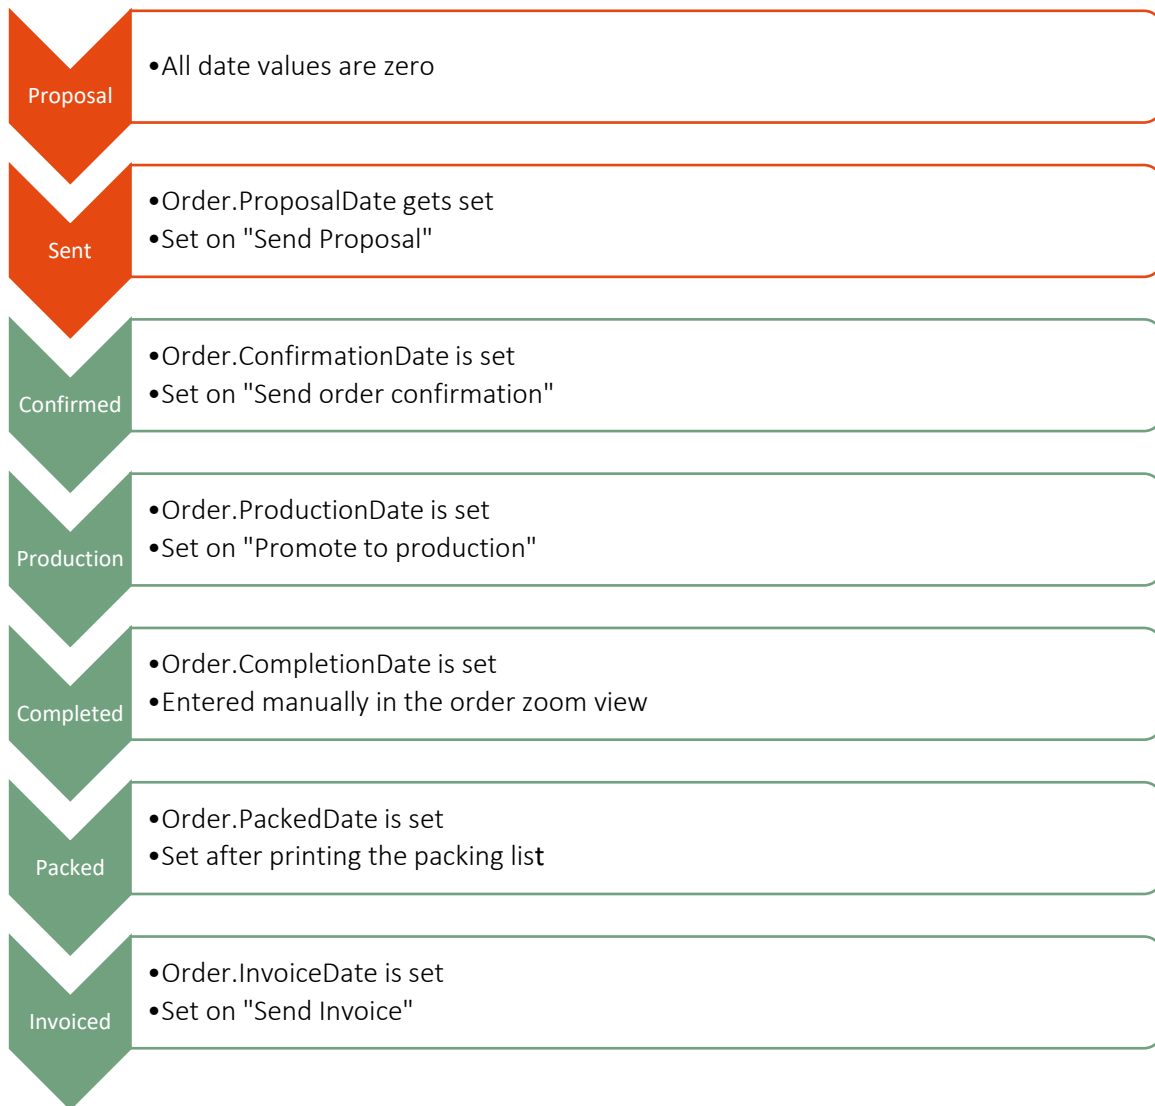 Proposal
•All date values are zero
Sent
•Order.ProposalDate gets set
•Set on "Send Proposal"
Confirmed
•Order.ConfirmationDate is set
•Set on "Send order confirmation"
Production
•Order.ProductionDate is set
•Set on "Promote to production"
Completed
•Order.CompletionDate is set
•Entered manually in the order zoom view
Packed
•Order.PackedDate is set
•Set after printing the packing list
Invoiced
•Order.InvoiceDate is set
•Set on "Send Invoice"